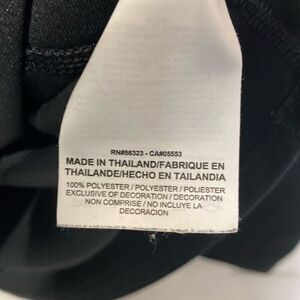 RN#56323 - CA#05553
MADE IN THAILAND/FABRIQUE EN
THAILANDE/HECHO EN TAILANDIA
100% POLYESTER / POLYESTER / POLIESTER
EXCLUSIVE OF DECORATION / DECORATION
NON COMPRISE / NO INCLUYE LA
DECORACION